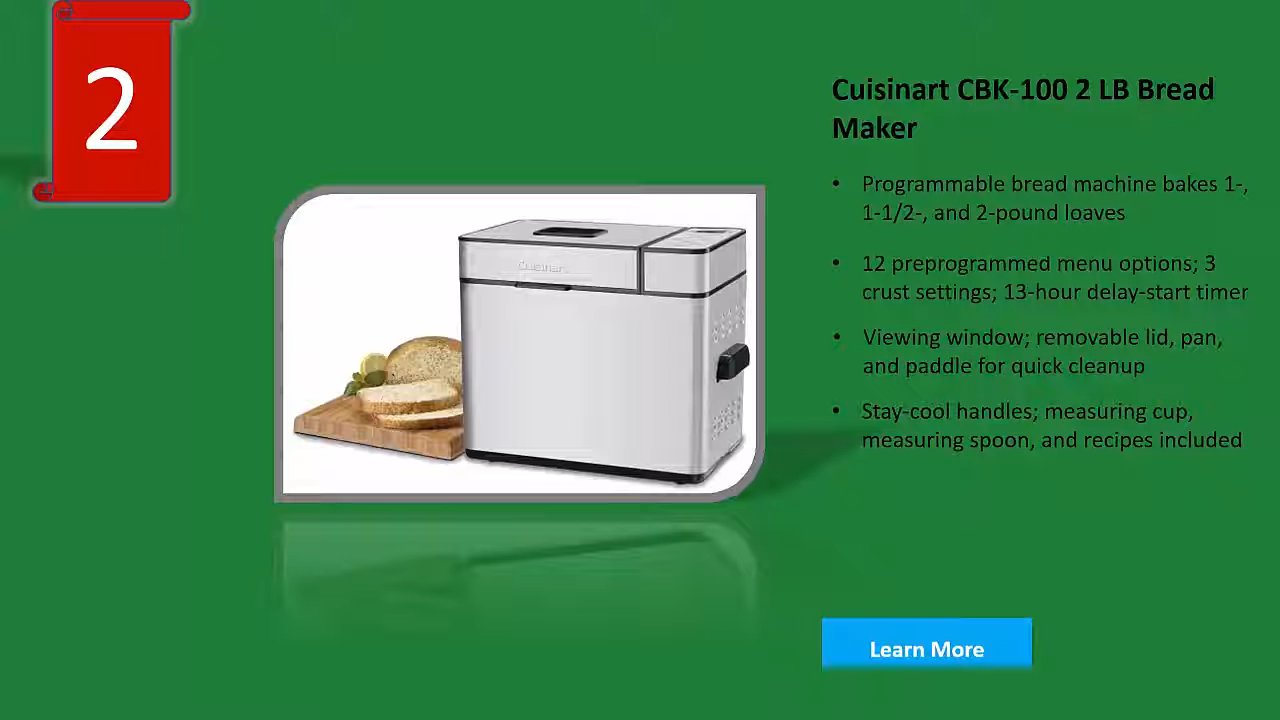 2
Cuisinart CBK-100 2 LB Bread
Maker
• Programmable bread machine bakes 1-,
1-1/2-, and 2-pound loaves
• 12 preprogrammed menu options; 3
crust settings; 13-hour delay-start timer
• Viewing window; removable lid, pan,
and paddle for quick cleanup
• Stay-cool handles; measuring cup,
measuring spoon, and recipes included
Cuisinart
Learn More